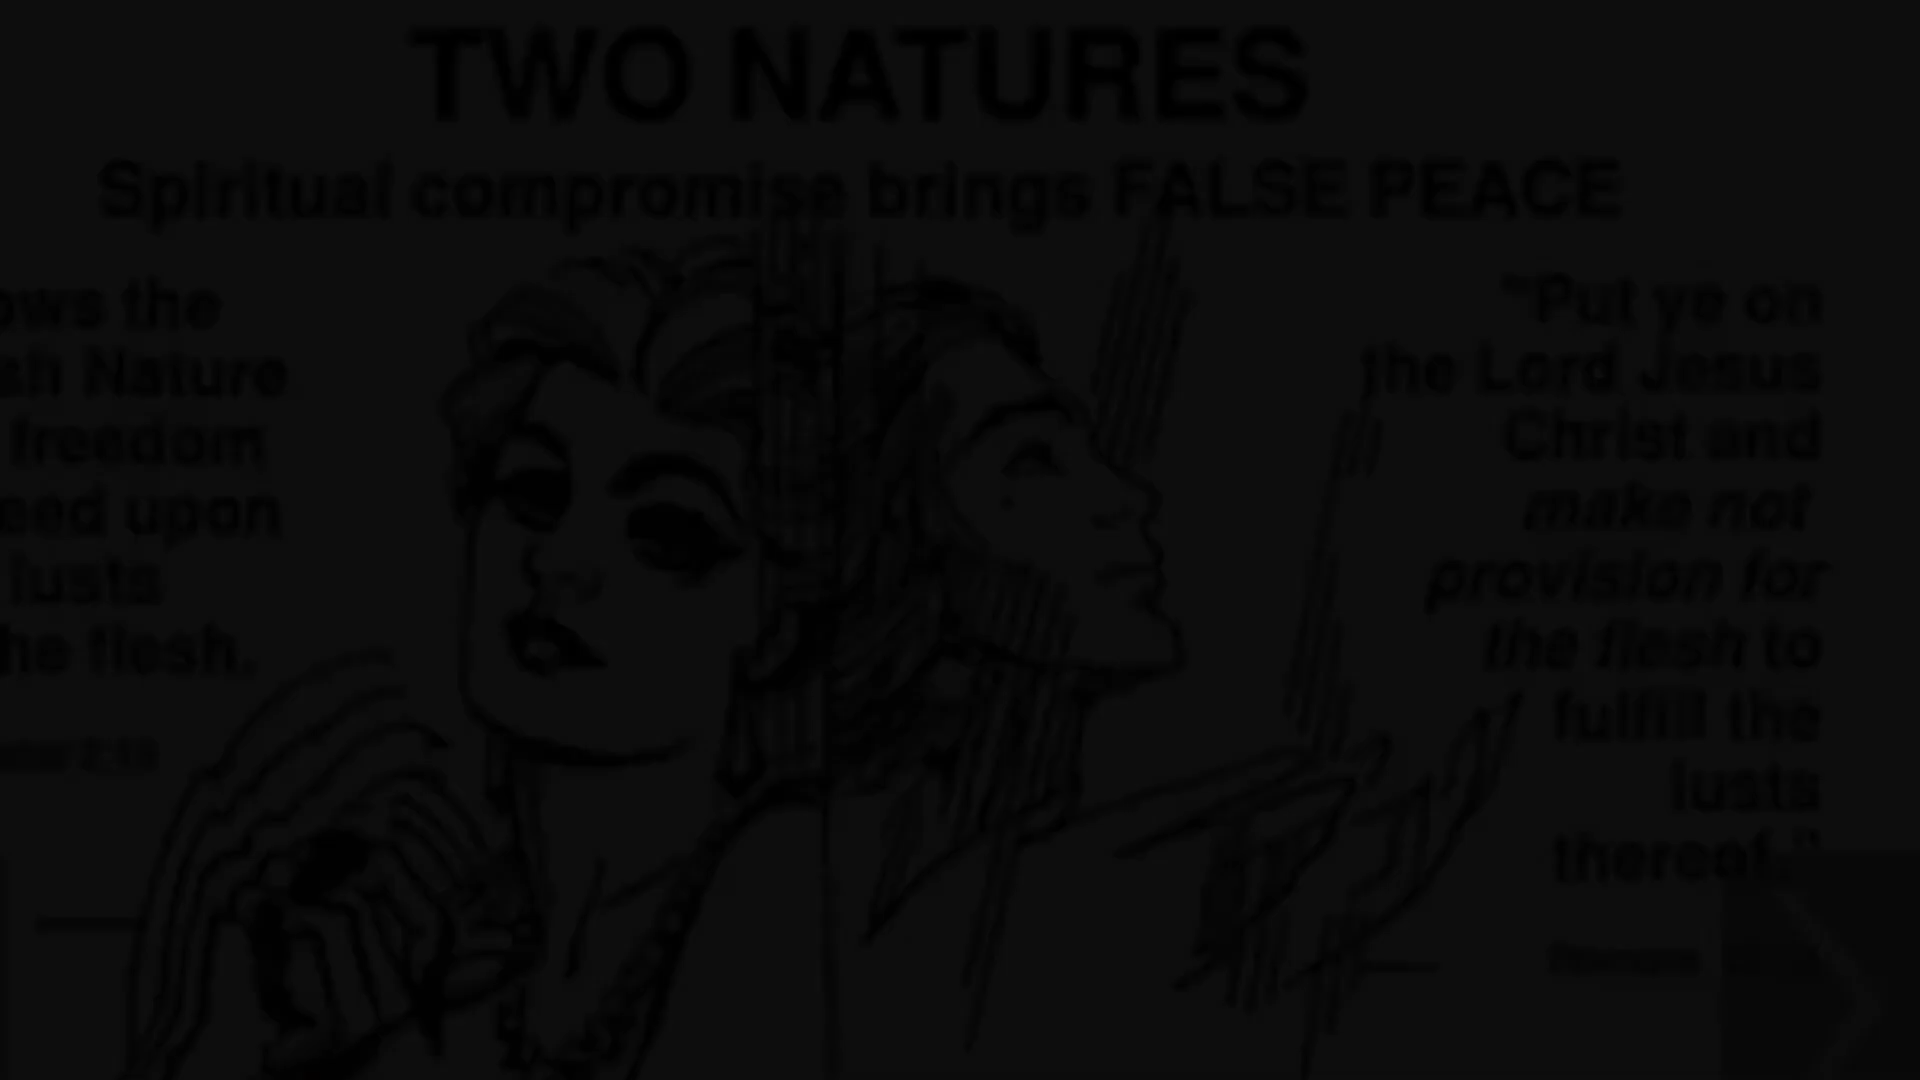 TWO NATURES
Spiritual compromise brings FALSE PEACE
ows the
sh Nature
freedom
eed upon
lusts
he flesh.
"Put ye on
the Lord Jesus
Christ and
make not
provision for
the flesh to
fulfill the
lusts
thereof."
Romans